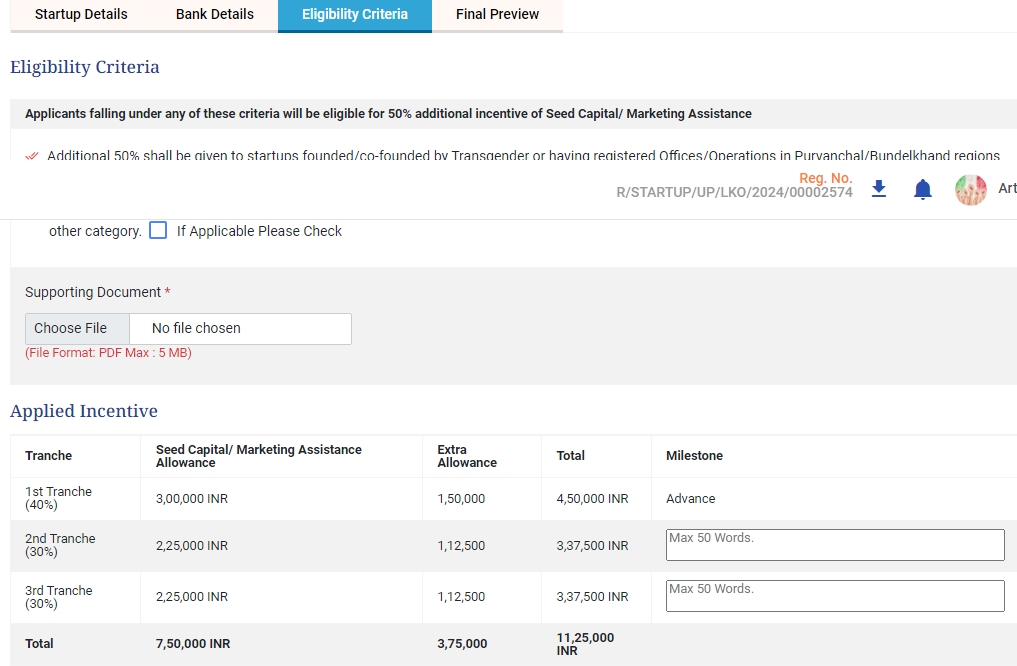 Startup Details Bank Details Eligibility Criteria Final Preview
Eligibility Criteria
Applicants falling under any of these criteria will be eligible for 50% additional incentive of Seed Capital/ Marketing Assistance
Additional 50% shall be given to startups founded/co-founded by Transgender or having registered Offices/Operations in Purvanchal/Bundelkhand regions
Reg. No.
R/STARTUP/UP/LKO/2024/00002574
Art
other category. If Applicable Please Check
Supporting Document *
Choose File No file chosen
(File Format: PDF Max : 5 MB)
Applied Incentive
Tranche Seed Capital/ Marketing Assistance Allowance Extra Allowance Total Milestone
1st Tranche (40%) 3,00,000 INR 1,50,000 4,50,000 INR Advance
2nd Tranche (30%) 2,25,000 INR 1,12,500 3,37,500 INR Max 50 Words.
3rd Tranche (30%) 2,25,000 INR 1,12,500 3,37,500 INR Max 50 Words.
Total 7,50,000 INR 3,75,000 11,25,000 INR